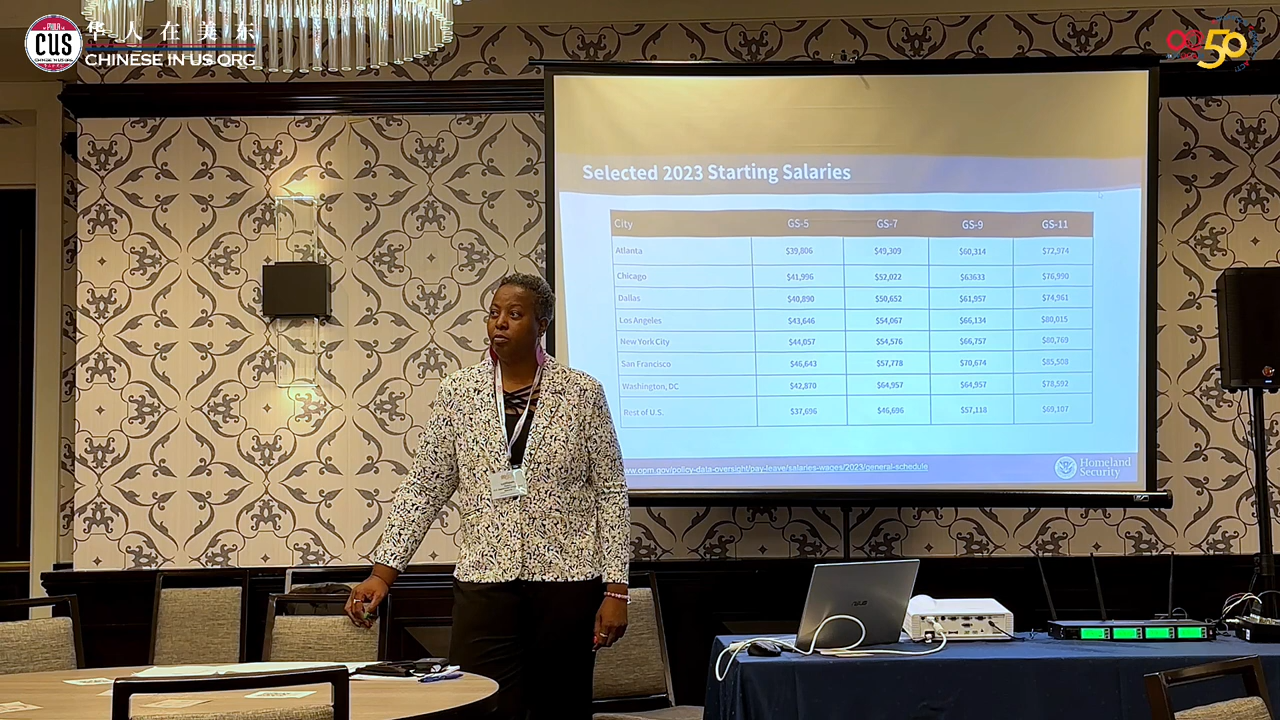 CUS
华人在美东
CHINESE IN US.ORG
50
Selected 2023 Starting Salaries
City GS-5 GS-7 GS-9 GS-11
Atlanta $39,806 $49,309 $60,314 $72,974
Chicago $41,996 $52,022 $63633 $76,990
Dallas $40,890 $50,652 $61,957 $74,961
Los Angeles $43,646 $54,067 $66,134 $80,015
New York City $44,057 $54,576 $66,757 $80,769
San Francisco $46,643 $57,778 $70,674 $85,508
Washington, DC $42,870 $64,957 $64,957 $78,592
Rest of U.S. $37,696 $46,696 $57,118 $69,107
ww.opm.gov/policy-data-oversight/pay-leave/salaries-wages/2023/general-schedule
Homeland
Security
ASUS